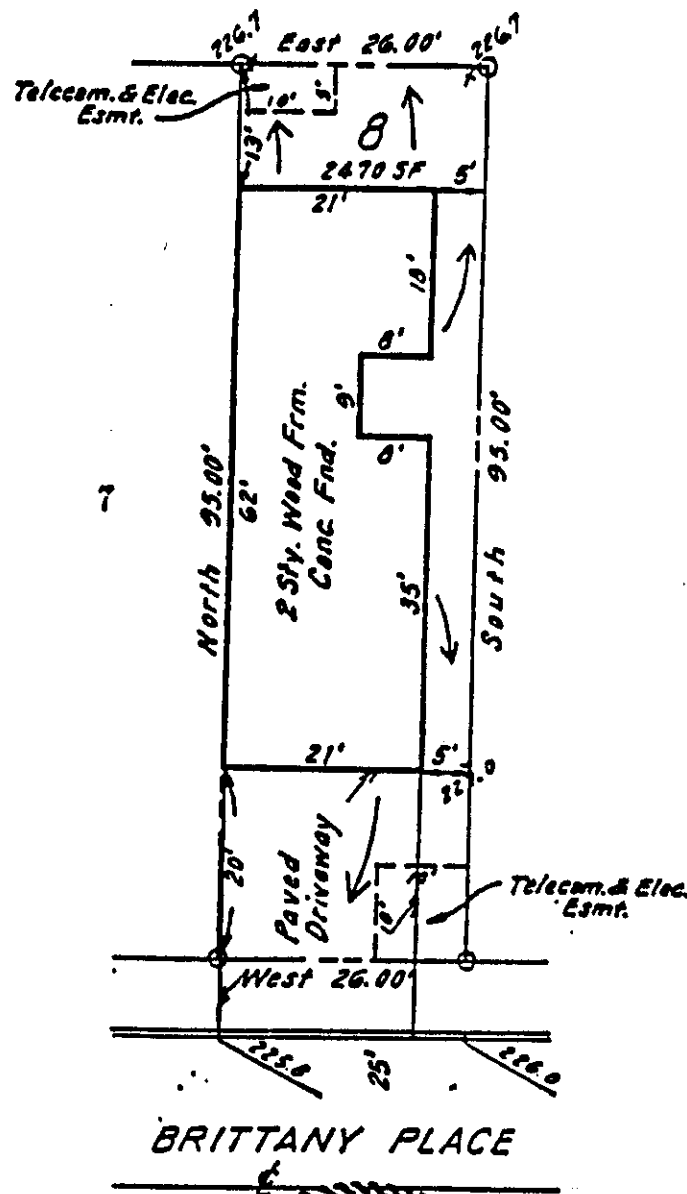 226.7
East 26.00'
226.7
Telecom. & Elec.
Esmt.
10'
5'
13'
8
2470 SF
5'
21'
18'
8'
9'
8'
7
North 95.00'
62'
2 Sty. Wood Frm.
Conc. Fnd.
35'
South 95.00'
21'
5'
20'
Paved
Driveway
10'
10'
Telecom. & Elec.
Esmt.
West 26.00'
225.8
25'
226.0
BRITTANY PLACE